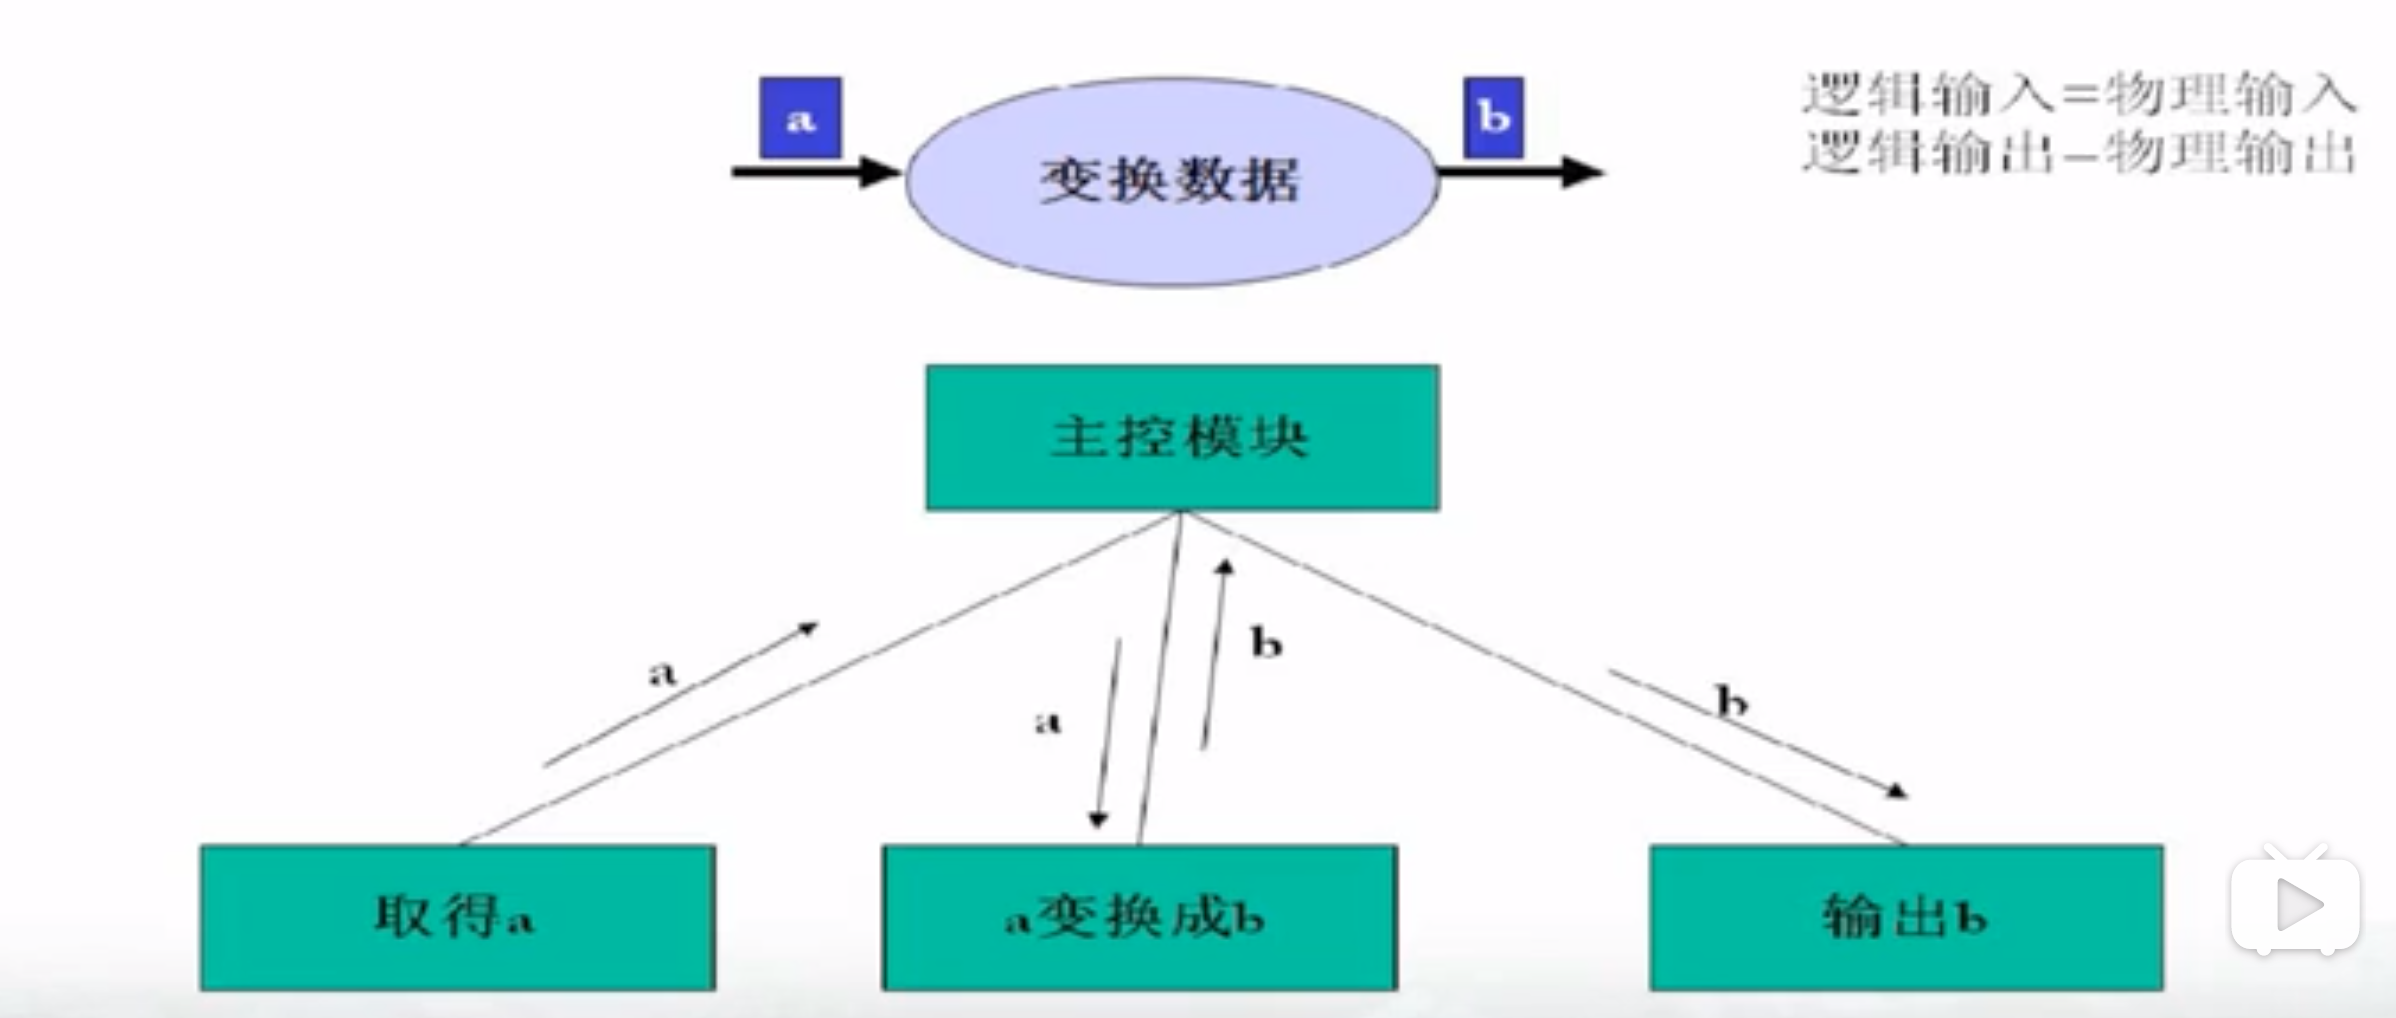 a
变换数据
b
逻辑输入=物理输入
逻辑输出=物理输出
主控模块
a
a
b
b
取得a
a变换成b
输出b